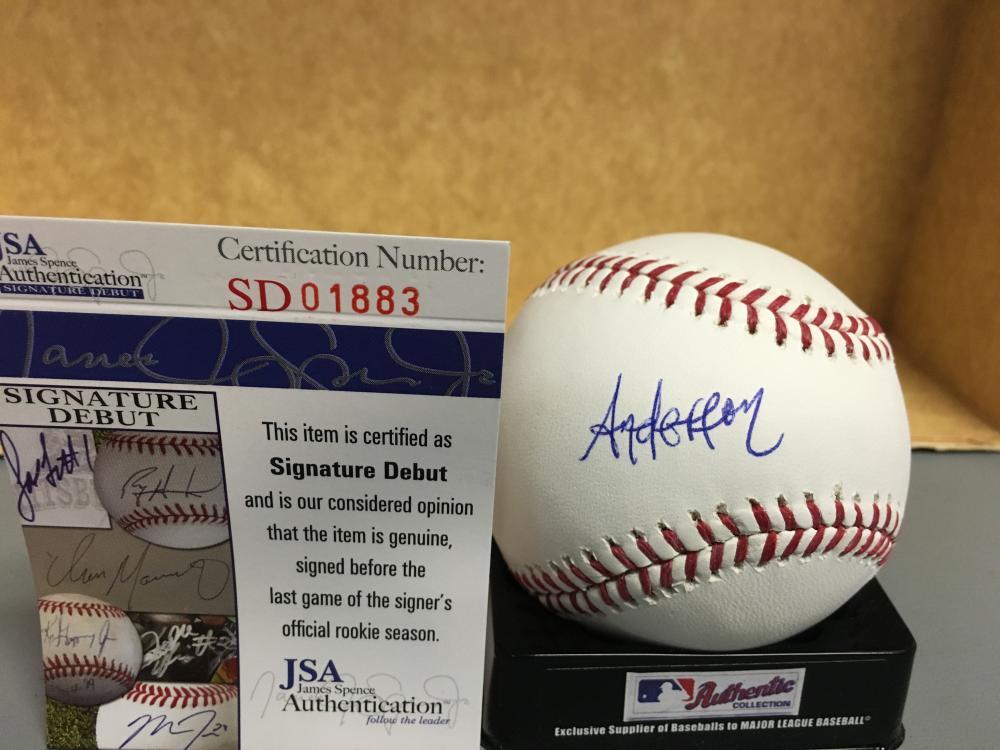 JSA
James Spence
Authentication™
SIGNATURE DEBUT
Certification Number:
SD01883
SIGNATURE
DEBUT
This item is certified as
Signature Debut
and is our considered opinion
that the item is genuine,
signed before the
last game of the signer's
official rookie season.
JSA
James Spence
Authentication™
follow the leader
Anderson
Authentic
COLLECTION
Exclusive Supplier of Baseballs to MAJOR LEAGUE BASEBALL®